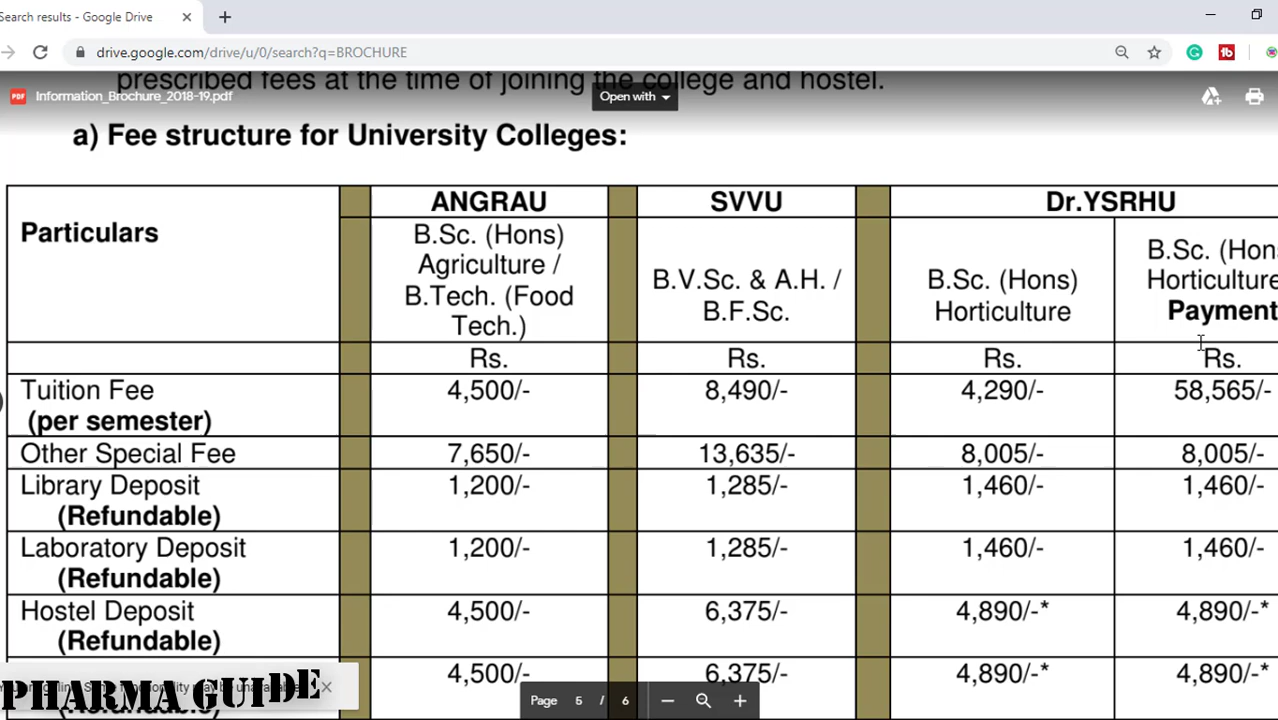 Search results - Google Drive
drive.google.com/drive/u/0/search?q=BROCHURE
prescribed fees at the time of joining the college and hostel.
Information_Brochure_2018-19.pdf
Open with
a) Fee structure for University Colleges:
Particulars ANGRAU SVVU Dr.YSRHU
B.Sc. (Hons) Agriculture / B.Tech. (Food Tech.)
B.V.Sc. & A.H. / B.F.Sc.
B.Sc. (Hons) Horticulture
B.Sc. (Hon
Horticulture
Payment
Rs. Rs. Rs. Rs.
Tuition Fee (per semester) 4,500/- 8,490/- 4,290/- 58,565/-
Other Special Fee 7,650/- 13,635/- 8,005/- 8,005/-
Library Deposit (Refundable) 1,200/- 1,285/- 1,460/- 1,460/-
Laboratory Deposit (Refundable) 1,200/- 1,285/- 1,460/- 1,460/-
Hostel Deposit (Refundable) 4,500/- 6,375/- 4,890/-* 4,890/-*
4,500/- 6,375/- 4,890/-* 4,890/-*
PHARMA GUIDE
Page 5 / 6